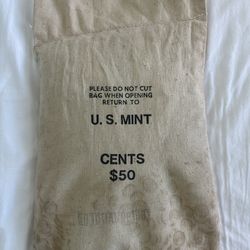 PLEASE DO NOT CUT
BAG WHEN OPENING
RETURN TO
U. S. MINT
CENTS
$50